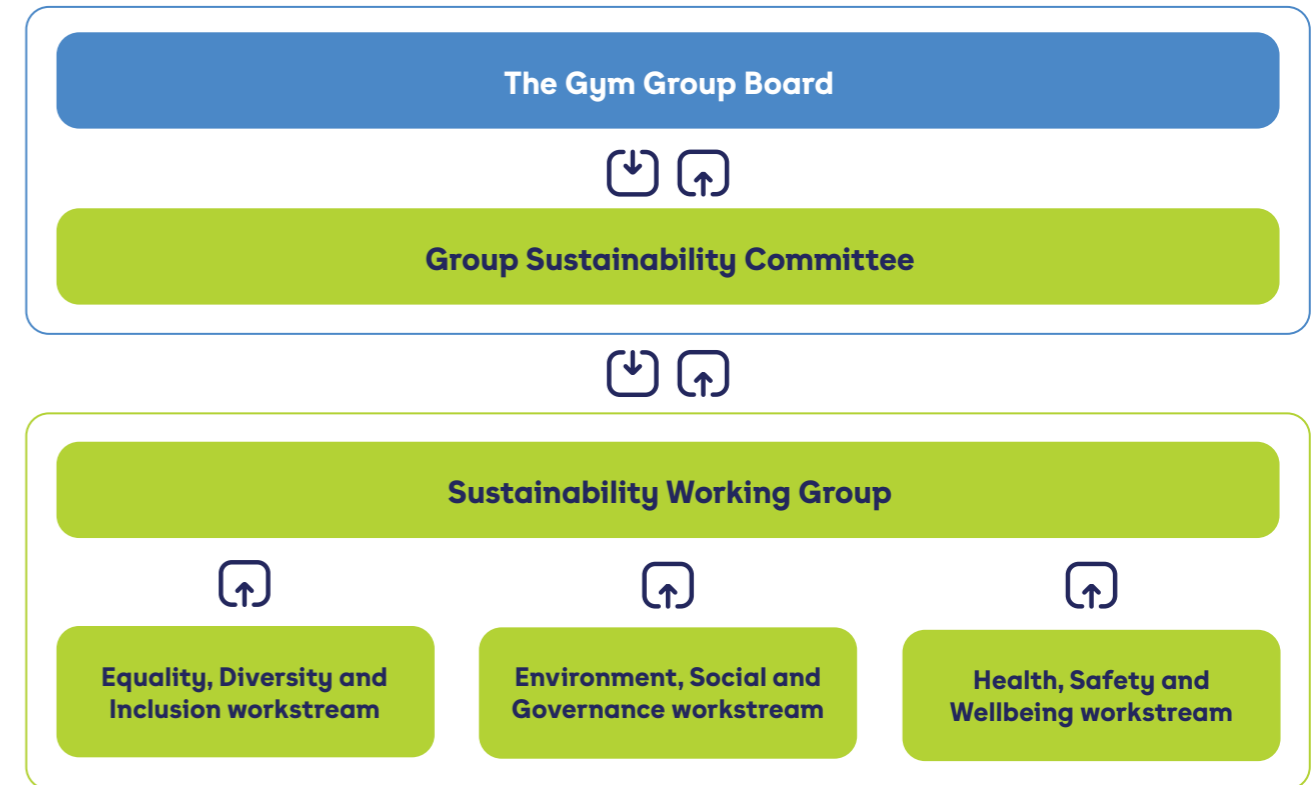 The Gym Group Board
Group Sustainability Committee
Sustainability Working Group
Equality, Diversity and
Inclusion workstream
Environment, Social and
Governance workstream
Health, Safety and
Wellbeing workstream